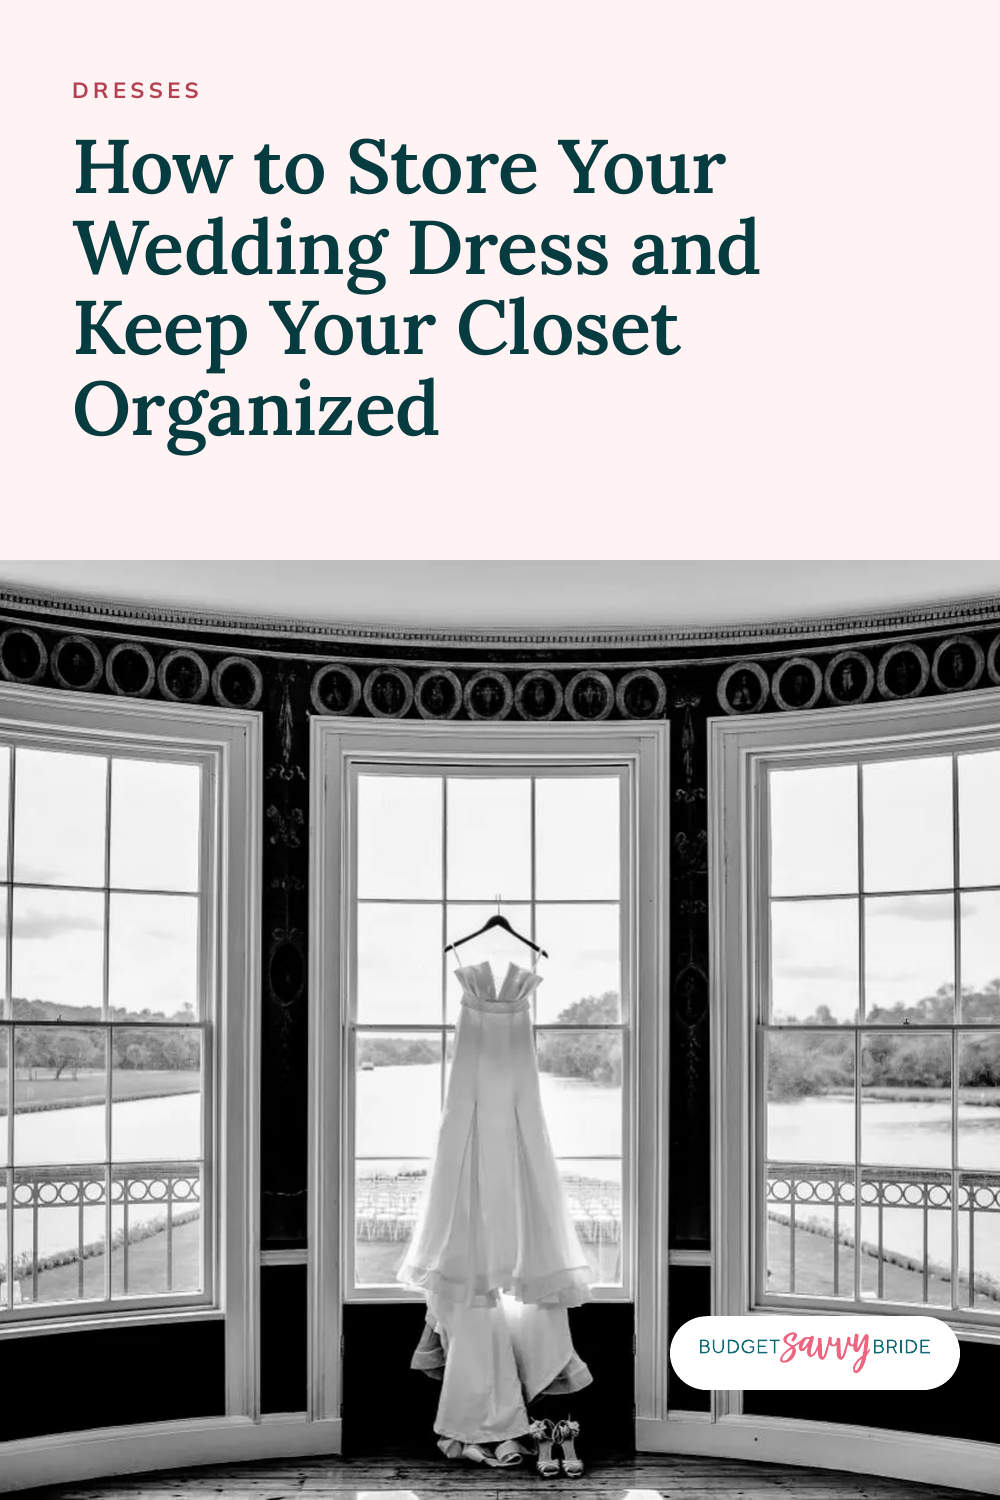 DRESSES
How to Store Your
Wedding Dress and
Keep Your Closet
Organized
BUDGET savvy BRIDE